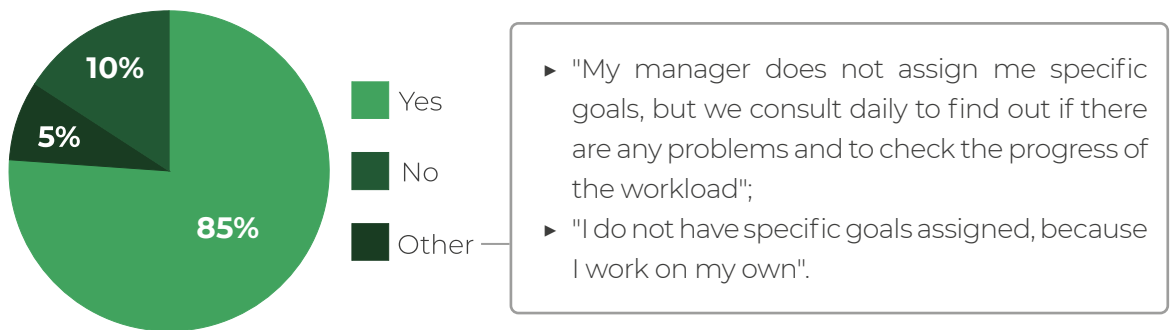 10%
5%
85%
Yes
No
Other
► "My manager does not assign me specific
goals, but we consult daily to find out if there
are any problems and to check the progress of
the workload";
► "I do not have specific goals assigned, because
I work on my own".